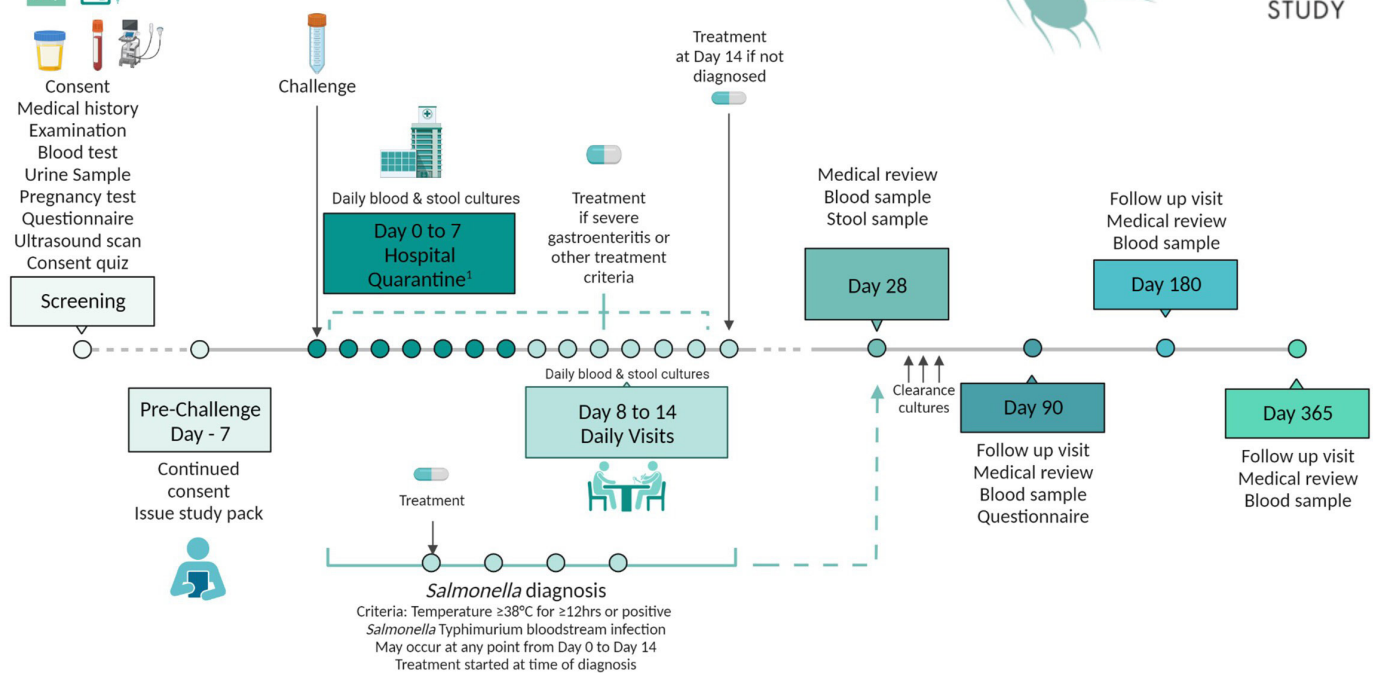 STUDY
Consent
Medical history
Examination
Blood test
Urine Sample
Pregnancy test
Questionnaire
Ultrasound scan
Consent quiz
Screening
Pre-Challenge
Day - 7
Continued
consent
Issue study pack
Challenge
Daily blood & stool cultures
Day 0 to 7
Hospital
Quarantine¹
Treatment
if severe
gastroenteritis or
other treatment
criteria
Treatment
at Day 14 if not
diagnosed
Daily blood & stool cultures
Day 8 to 14
Daily Visits
Treatment
Salmonella diagnosis
Criteria: Temperature ≥38°C for ≥12hrs or positive
Salmonella Typhimurium bloodstream infection
May occur at any point from Day 0 to Day 14
Treatment started at time of diagnosis
Medical review
Blood sample
Stool sample
Day 28
Clearance
cultures
Day 90
Follow up visit
Medical review
Blood sample
Questionnaire
Follow up visit
Medical review
Blood sample
Day 180
Day 365
Follow up visit
Medical review
Blood sample